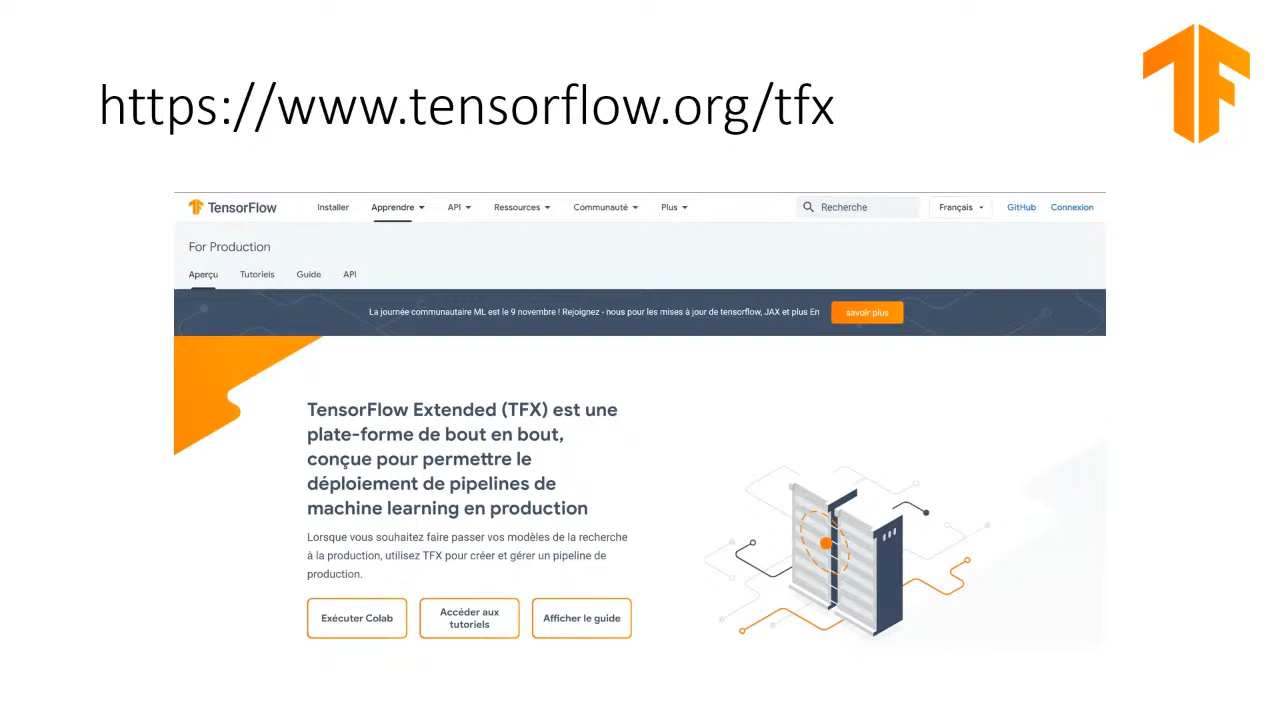 https://www.tensorflow.org/tfx
TensorFlow Installer Apprendre API Ressources Communauté Plus Recherche Français GitHub Connexion
For Production
Aperçu Tutoriels Guide API
La journée communautaire ML est le 9 novembre ! Rejoignez - nous pour les mises à jour de tensorflow, JAX et plus En savoir plus
TensorFlow Extended (TFX) est une
plate-forme de bout en bout,
conçue pour permettre le
déploiement de pipelines de
machine learning en production
Lorsque vous souhaitez faire passer vos modèles de la recherche
à la production, utilisez TFX pour créer et gérer un pipeline de
production.
Exécuter Colab
Accéder aux
tutoriels
Afficher le guide